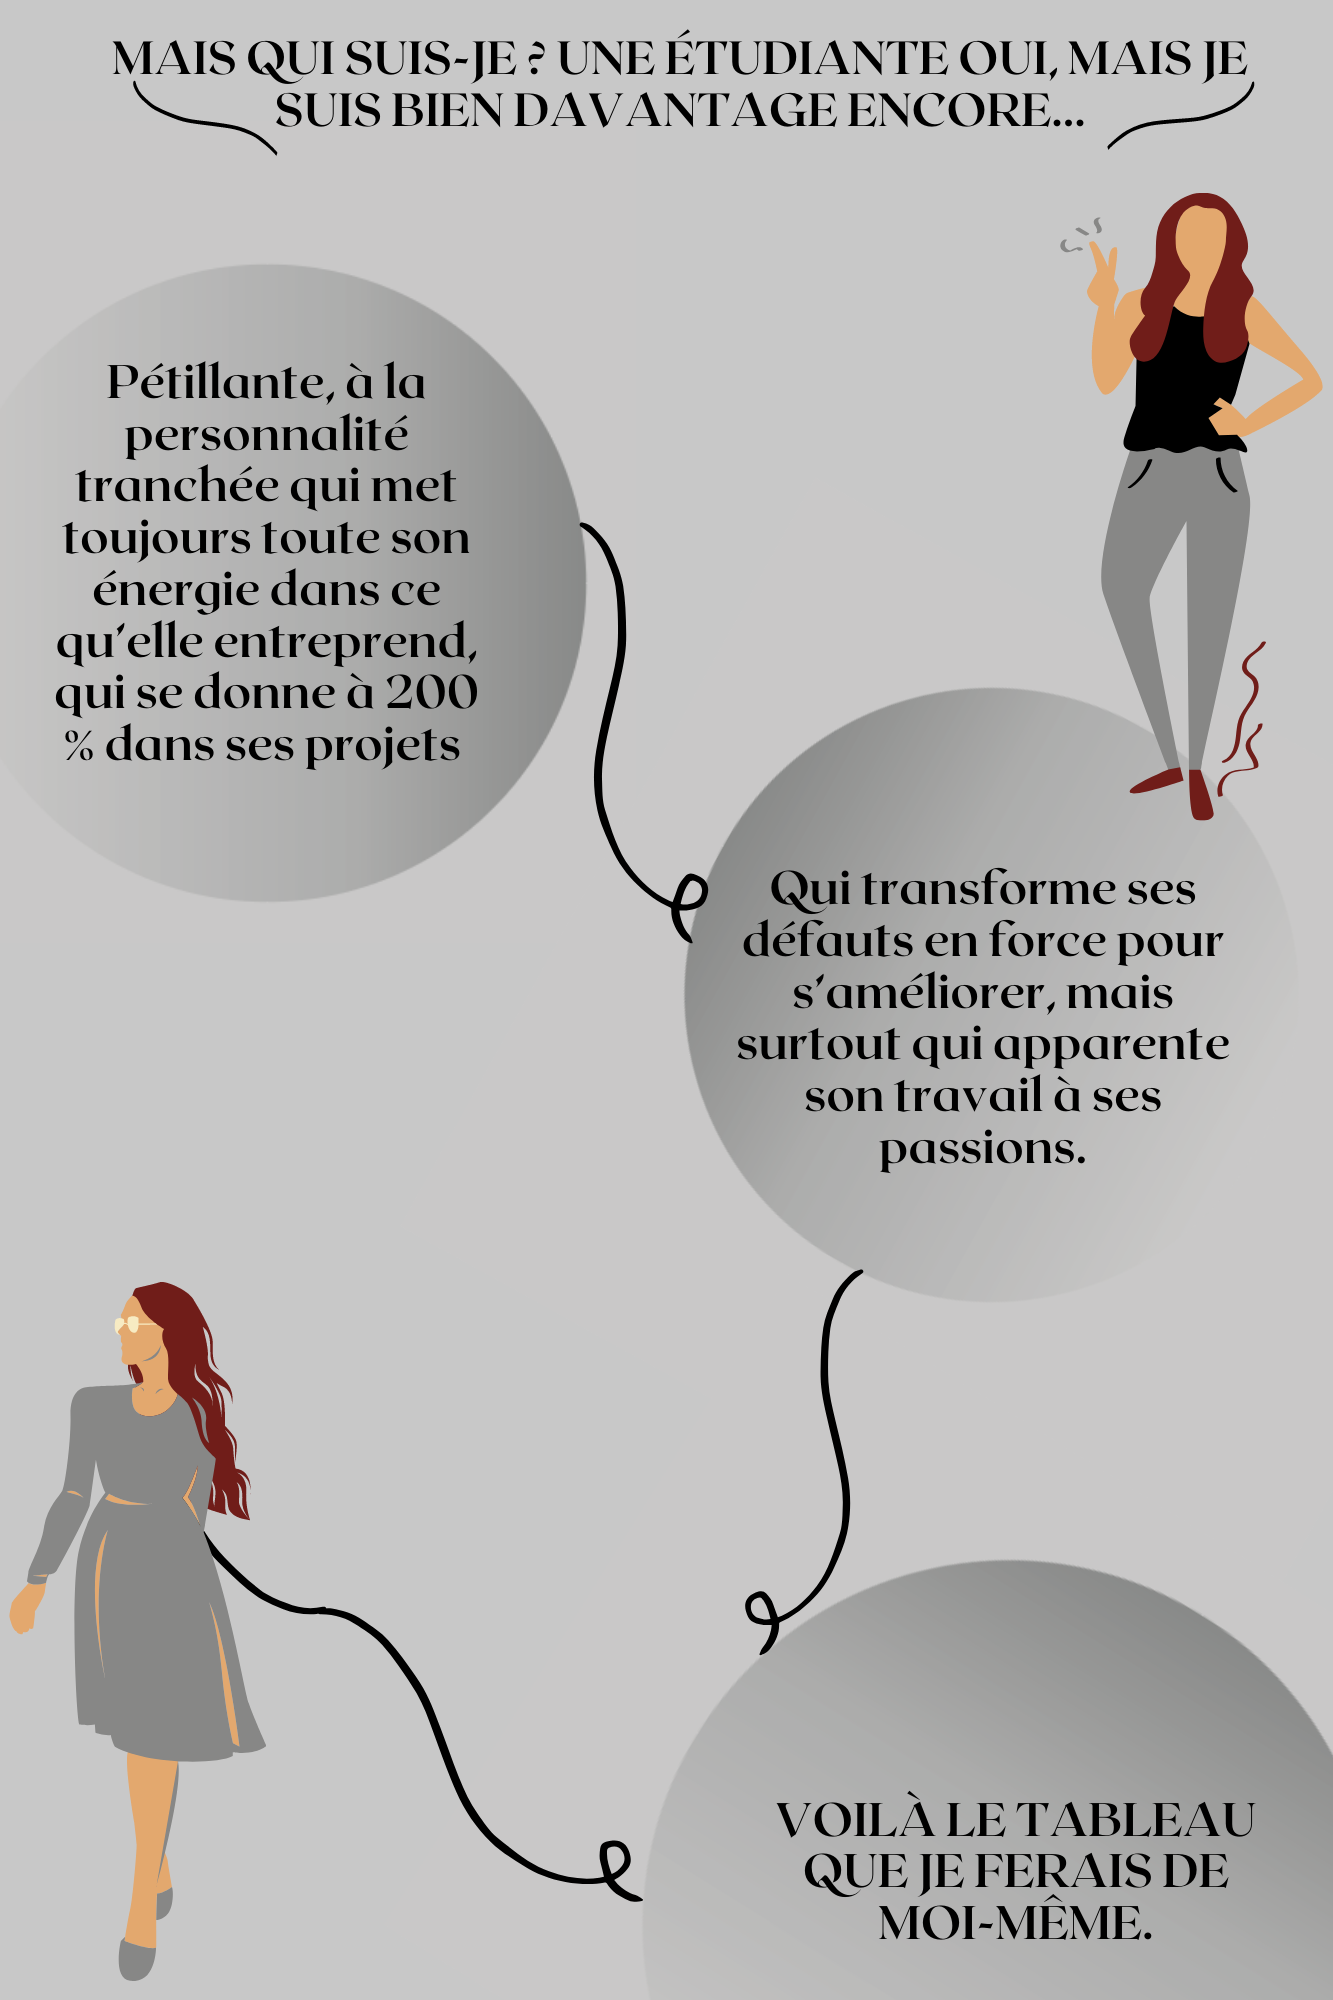 MAIS QUI SUIS-JE ? UNE ÉTUDIANTE OUI, MAIS JE
SUIS BIEN DAVANTAGE ENCORE...
Pétillante, à la
personnalité
tranchée qui met
toujours toute son
énergie dans ce
qu'elle entreprend,
qui se donne à 200
% dans ses projets
Qui transforme ses
défauts en force pour
s'améliorer, mais
surtout qui apparente
son travail à ses
passions.
VOILÀ LE TABLEAU
QUE JE FERAIS DE
MOI-MÊME.